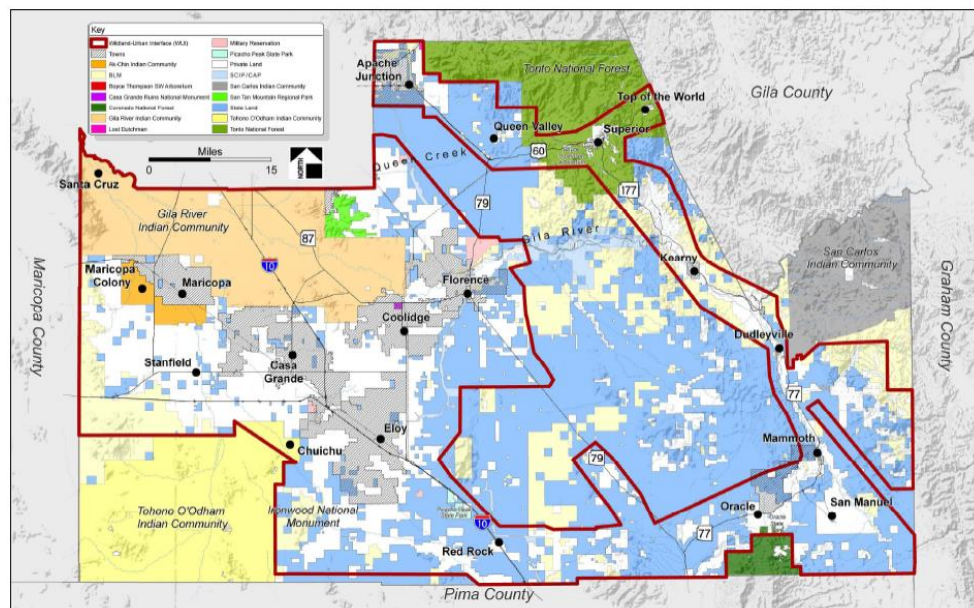 Key
Wildland-Urban Interface (WUI)
Towns
Ak-Chin Indian Community
BLM
Boyce Thompson SW Arboretum
Casa Grande Ruins National Monument
Coronado National Forest
Gila River Indian Community
Lost Dutchman
Military Reservation
Picacho Peak State Park
Private Land
SCIP/CAP
San Carlos Indian Community
San Tan Mountain Regional Park
State Land
Tohono O'Odham Indian Community
Tonto National Forest
Miles
0 15
NORTH
Apache
Junction
Tonto National Forest
Gila County
Top of the World
Queen Valley
Superior
60
Queen Creek
177
79
Santa Cruz
Gila River
Indian Community
87
Gila River
San Carlos
Indian Community
10
Kearny
Maricopa County
Graham County
Maricopa
Colony
Maricopa
Florence
Coolidge
Dudleyville
Stanfield
Casa
Grande
77
Eloy
Mammoth
Chuichu
79
Tohono O'Odham
Indian Community
Ironwood National
Monument
Picacho Peak
State Park
10
Oracle
San Manuel
77
Red Rock
Pima County